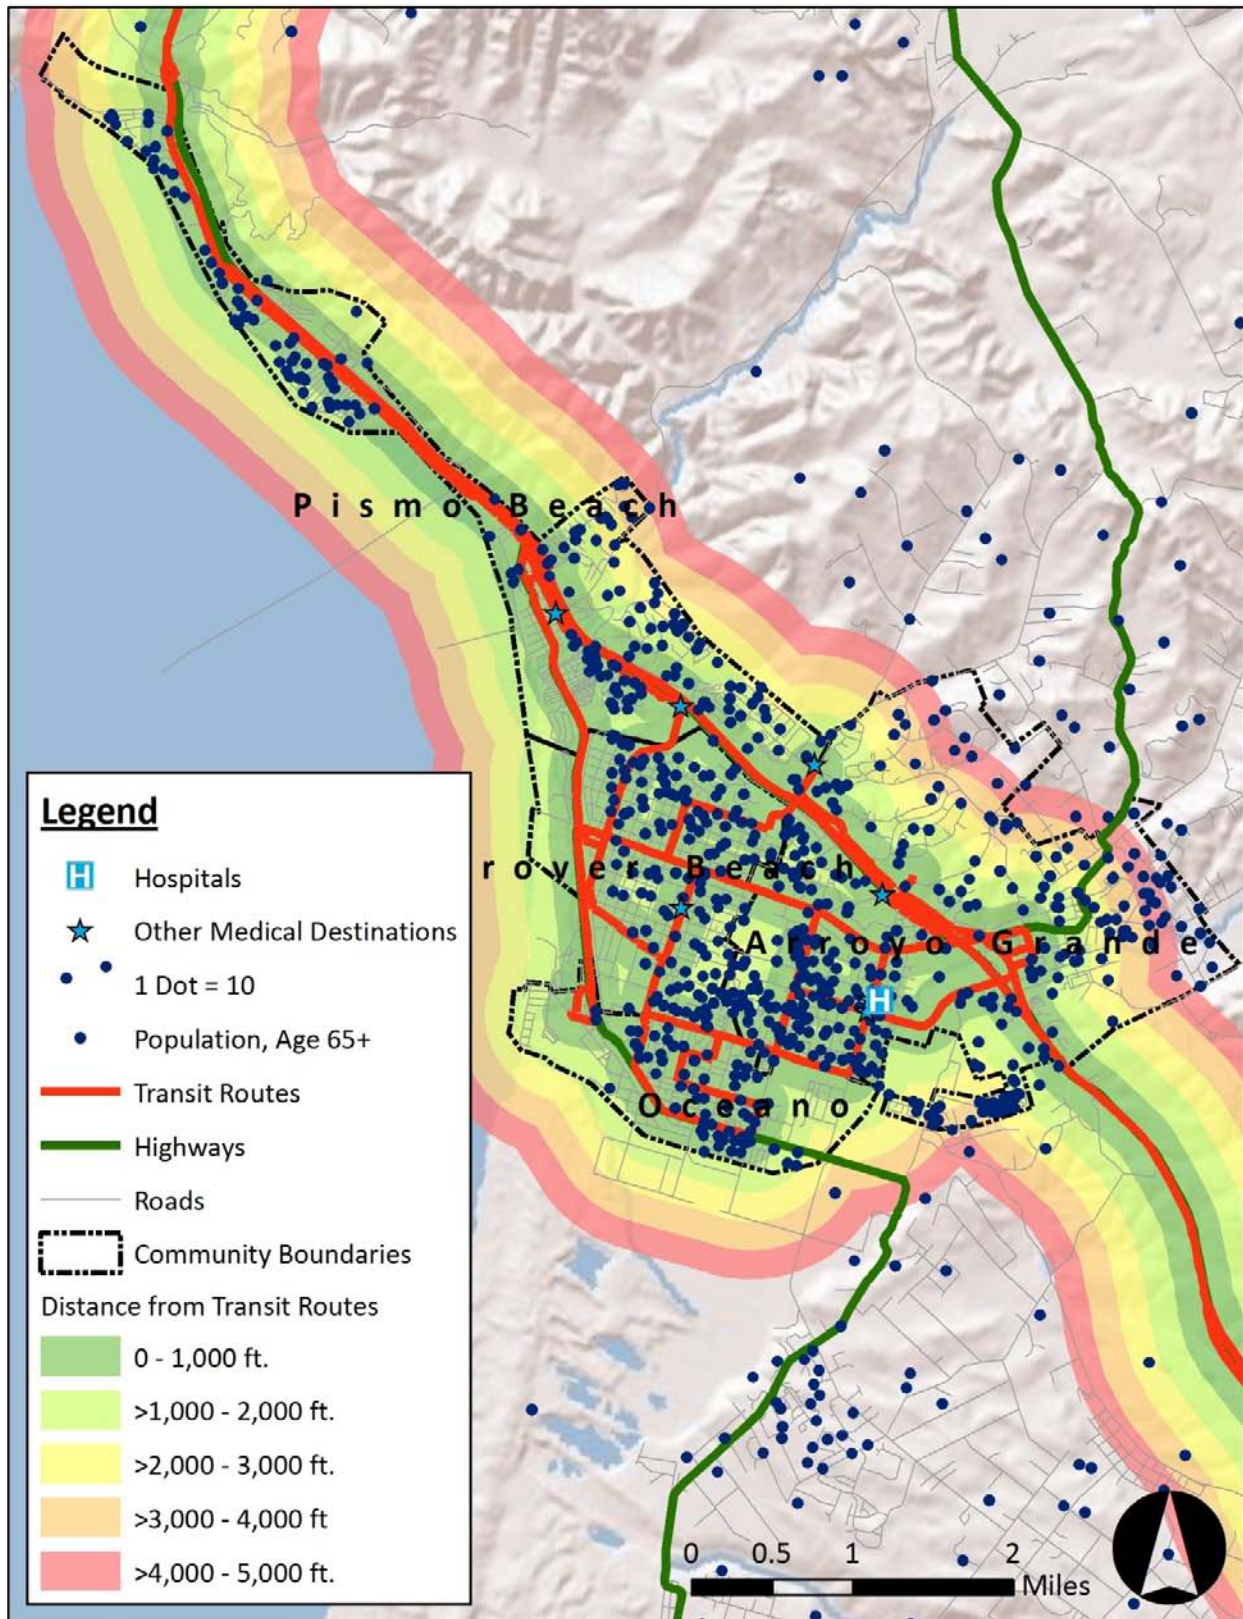 Pismo Beach
rover Beach
Arroyo Grande
H
Oceano
Legend
H
Hospitals
Other Medical Destinations
1 Dot = 10
Population, Age 65+
Transit Routes
Highways
Roads
Community Boundaries
Distance from Transit Routes
0 - 1,000 ft.
>1,000 - 2,000 ft.
>2,000 - 3,000 ft.
>3,000 - 4,000 ft
>4,000 - 5,000 ft.
0 0.5 1 2
Miles